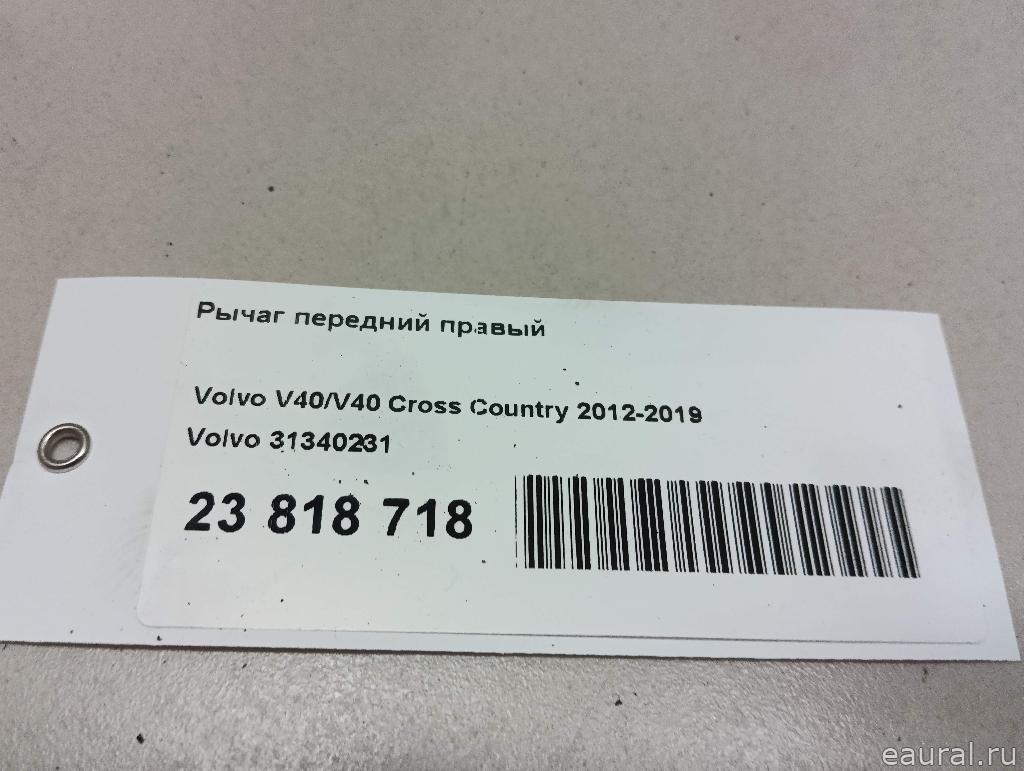 Рычаг передний правый
Volvo V40/V40 Cross Country 2012-2019
Volvo 31340231
23 818 718
eaural.ru